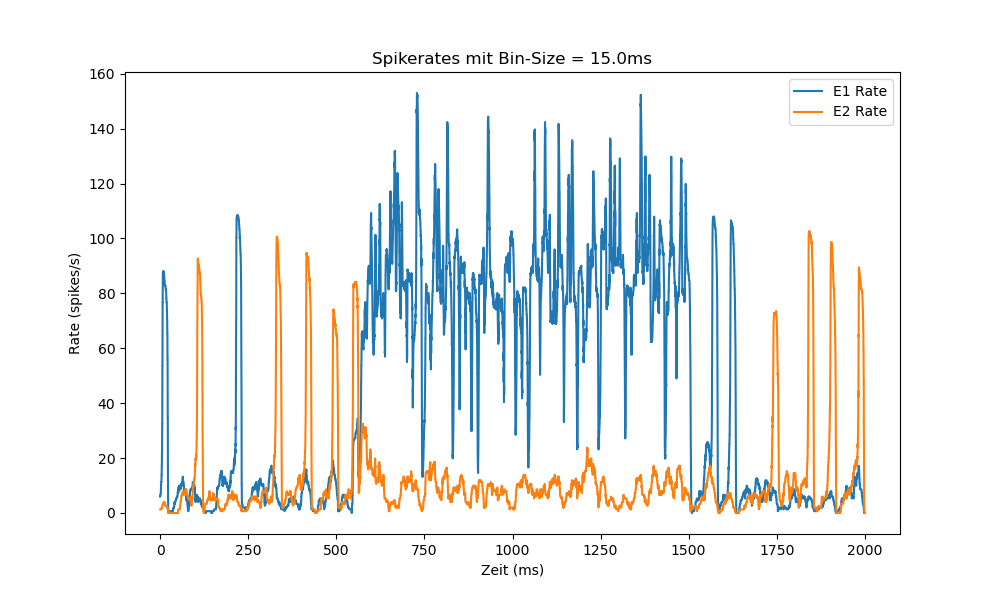 Spikerates mit Bin-Size = 15.0ms
E1 Rate
E2 Rate
Rate (spikes/s)
160
140
120
100
80
60
40
20
0
0 250 500 750 1000 1250 1500 1750 2000
Zeit (ms)